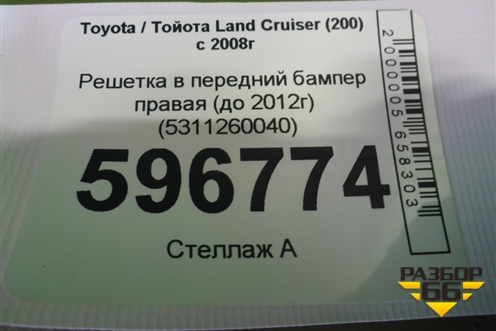 Toyota / Тойота Land Cruiser (200)
с 2008г
Решетка в передний бампер
правая (до 2012г)
(5311260040)
596774
Стеллаж А
2000005658303
РАЗБОР
66